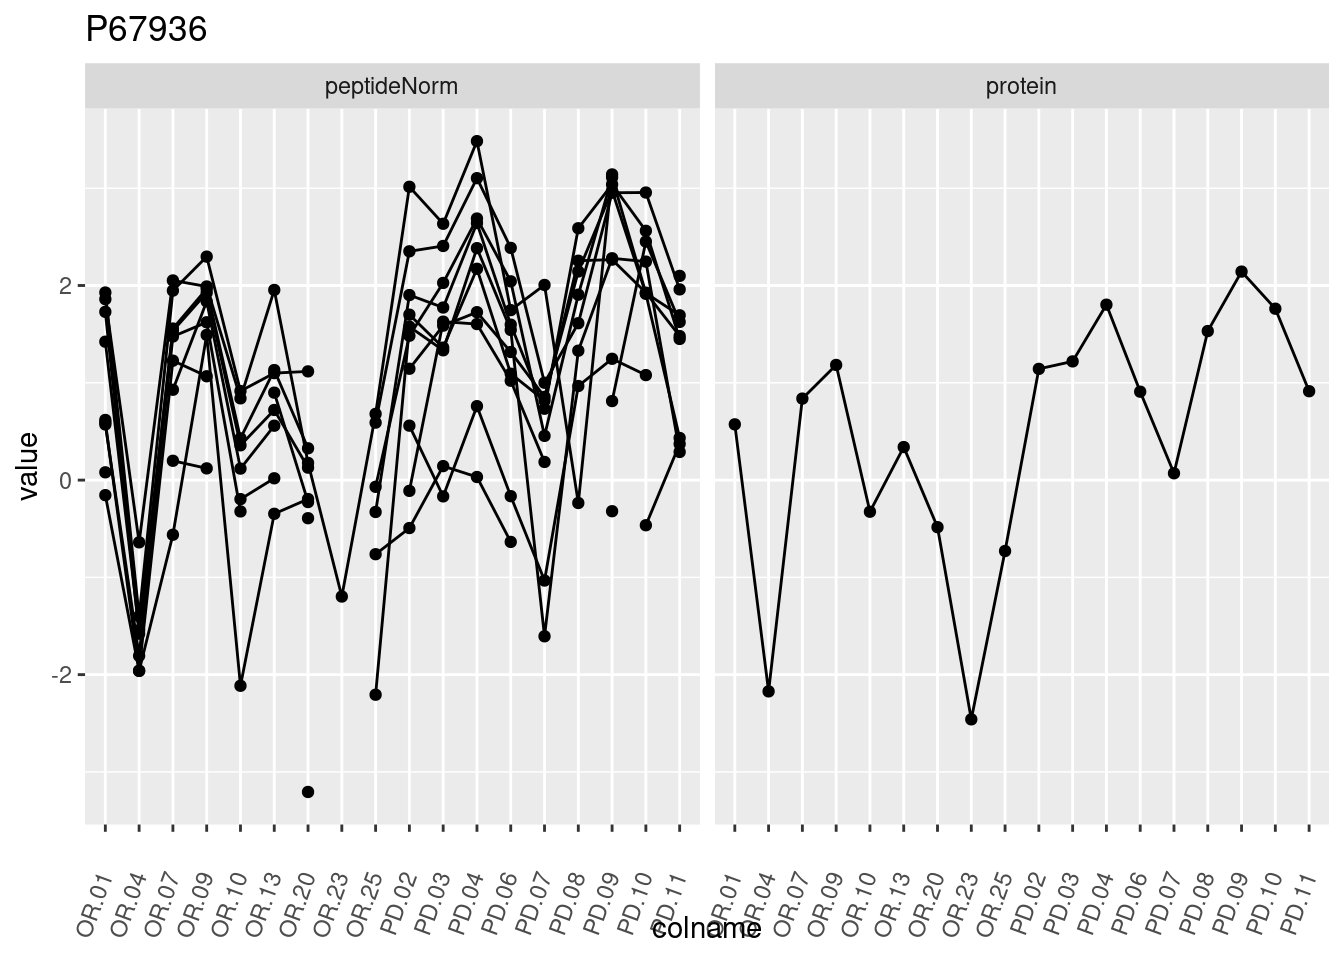 P67936
peptideNorm protein
value
2
0
-2
OR.01 OR.04 OR.07 OR.09 OR.10 OR.13 OR.20 OR.23 OR.25 PD.02 PD.03 PD.04 PD.06 PD.07 PD.08 PD.09 PD.10 PD.11 OR.01 OR.04 OR.07 OR.09 OR.10 OR.13 OR.20 OR.23 OR.25 PD.02 PD.03 PD.04 PD.06 PD.07 PD.08 PD.09 PD.10 PD.11
colname